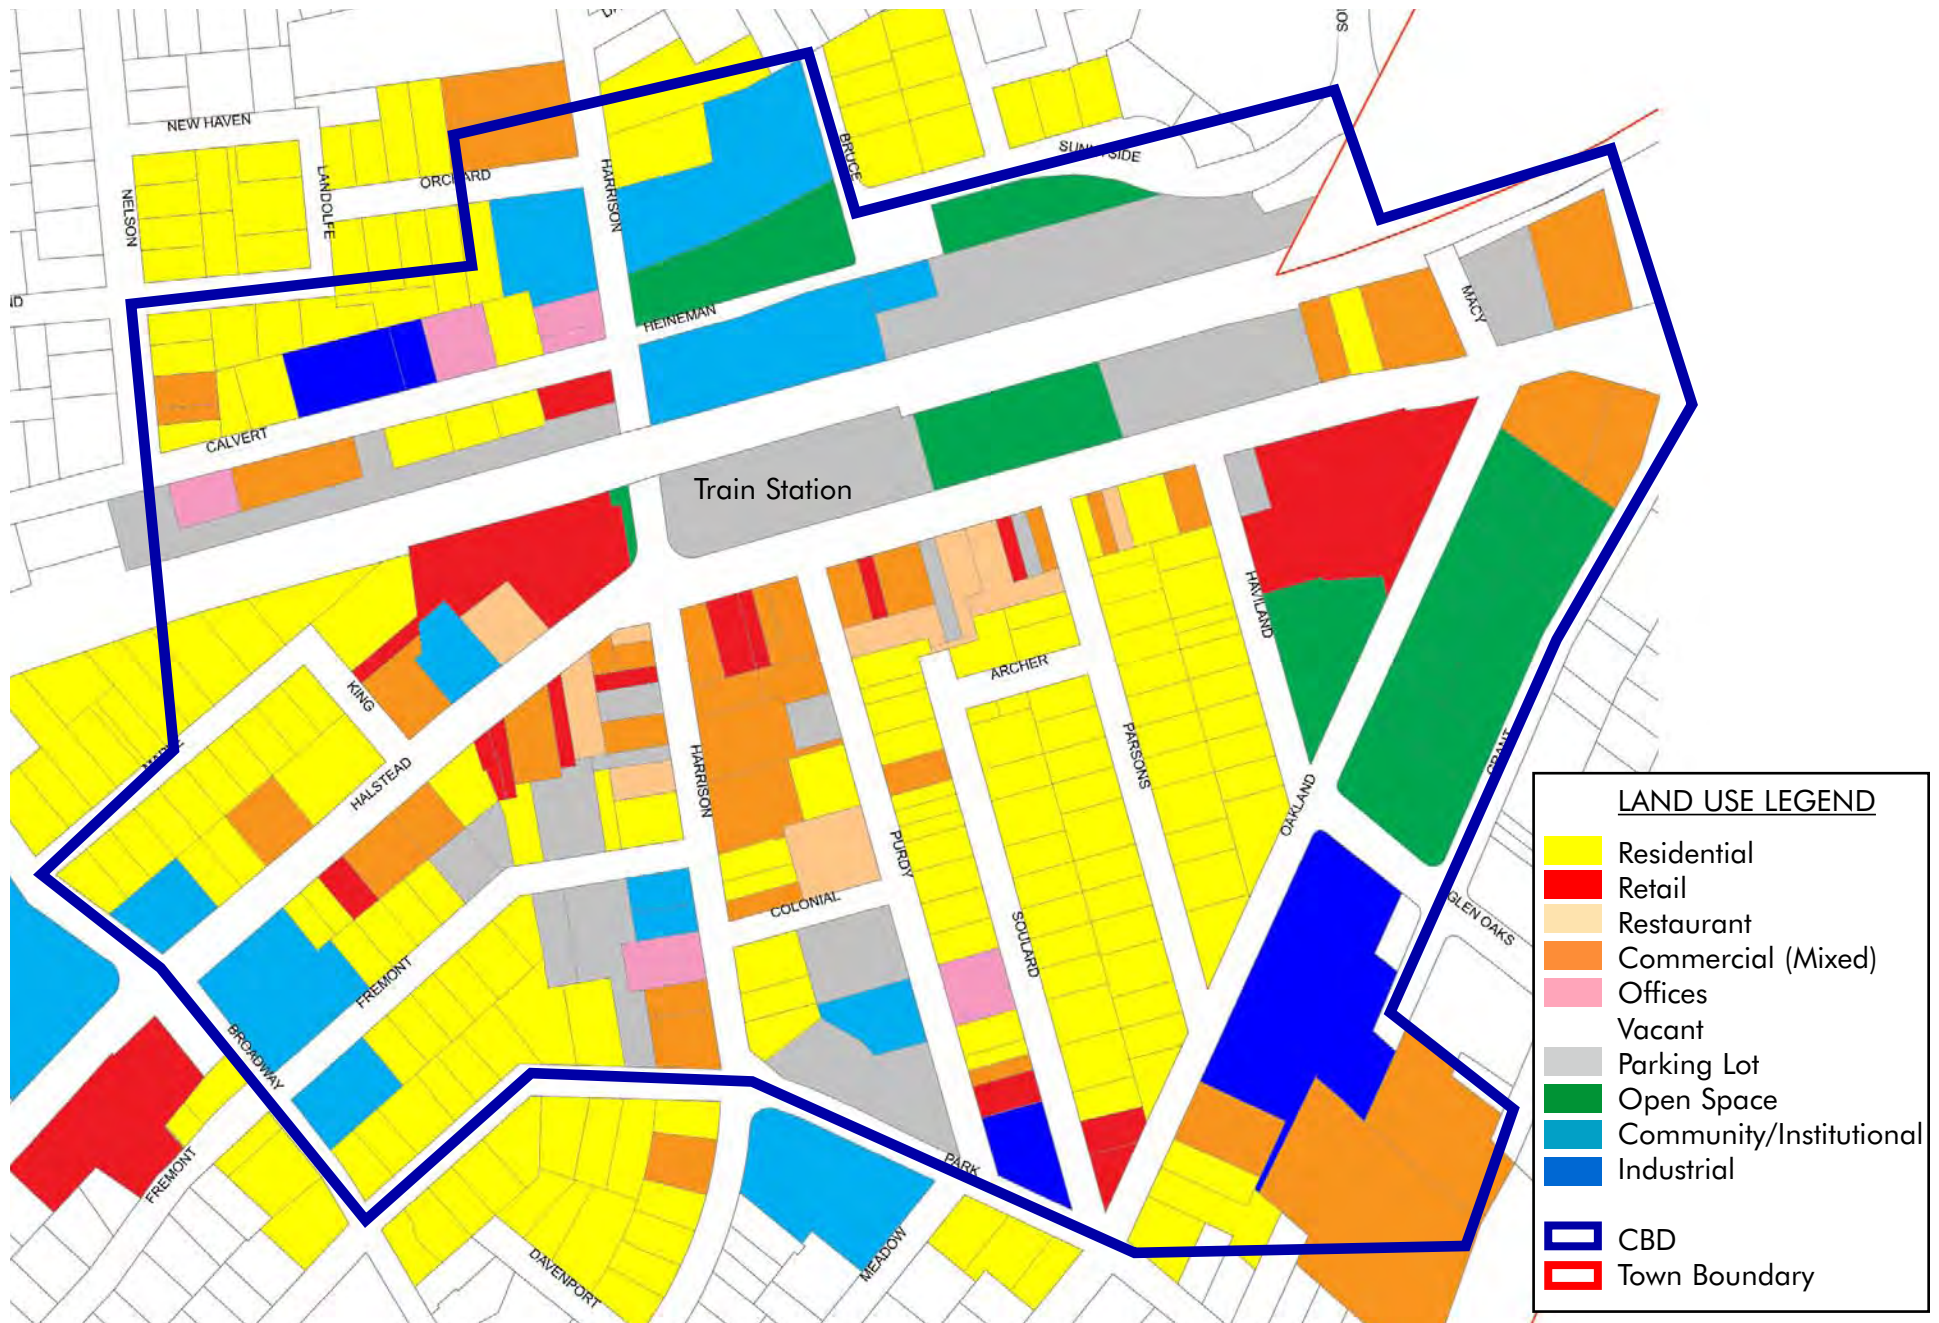 NEW HAVEN
NELSON
LANDOLFE
ORCHARD
HARRISON
BRUCE
SUNNYSIDE
HEINEMAN
MACY
CALVERT
Train Station
HAVILAND
KING
ARCHER
HALSTEAD
HARRISON
PARSONS
OAKLAND
GRANT
PURDY
COLONIAL
SOULARD
GLEN OAKS
FREMONT
BROADWAY
PARK
FREMONT
MEADOW
DAVENPORT
LAND USE LEGEND
Residential
Retail
Restaurant
Commercial (Mixed)
Offices
Vacant
Parking Lot
Open Space
Community/Institutional
Industrial
CBD
Town Boundary